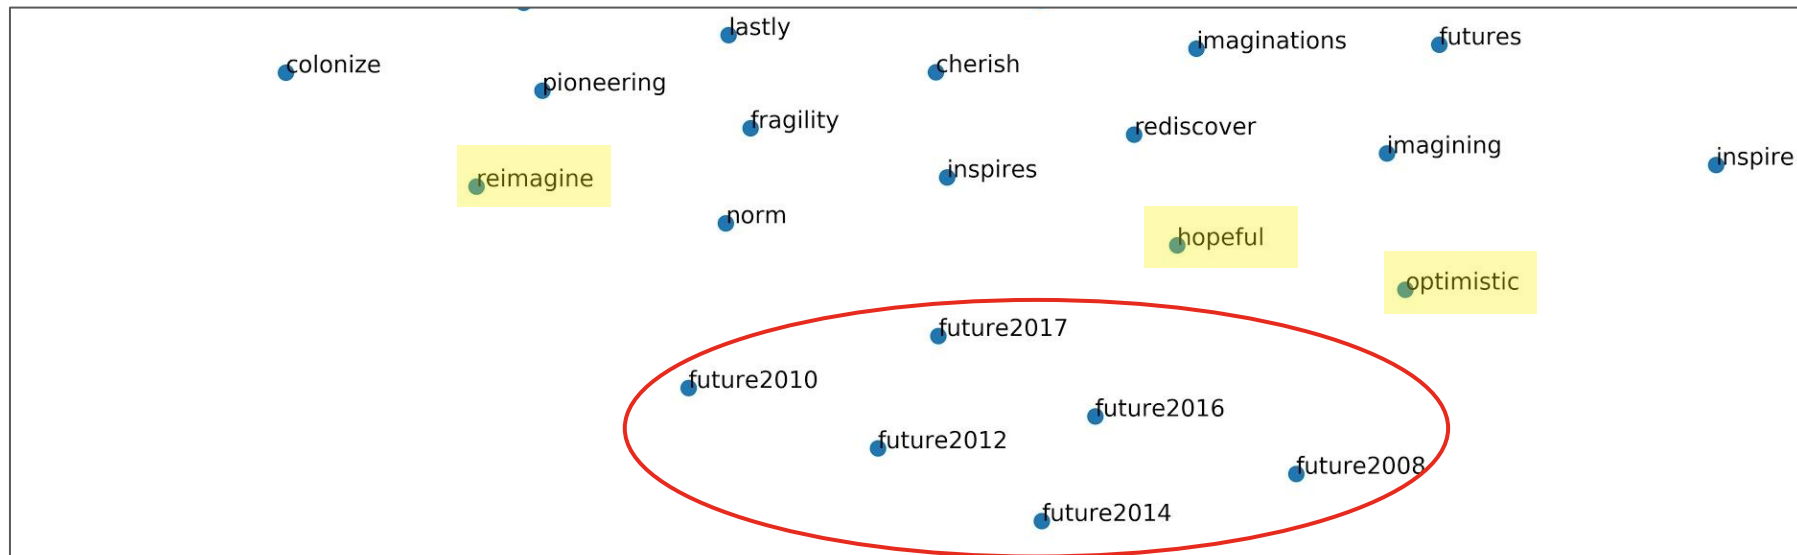 lastly
futures
imaginations
colonize
cherish
pioneering
fragility
rediscover
imagining
inspire
inspires
reimagine
norm
hopeful
optimistic
future2017
future2010
future2016
future2012
future2008
future2014